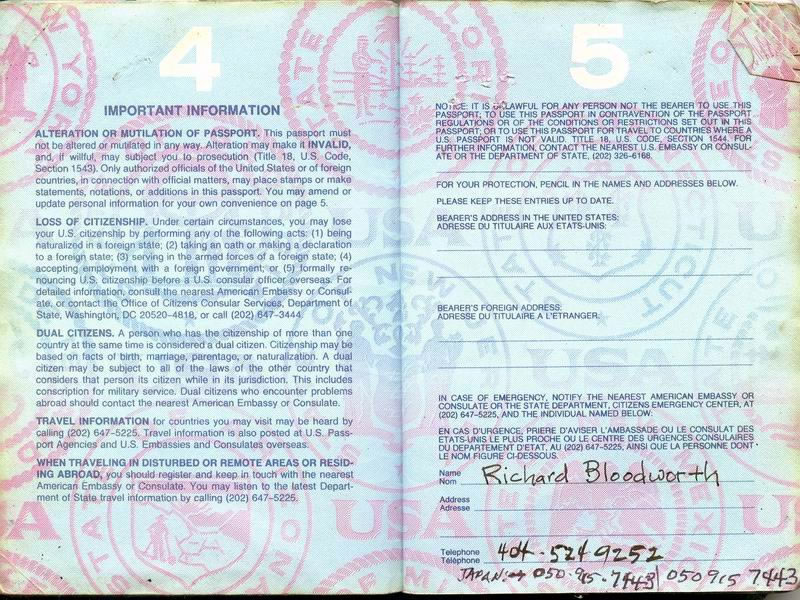 4
IMPORTANT INFORMATION
ALTERATION OR MUTILATION OF PASSPORT. This passport must
not be altered or mutilated in any way. Alteration may make it INVALID,
and, if willful, may subject you to prosecution (Title 18, U.S. Code,
Section 1543). Only authorized officials of the United States or of foreign
countries, in connection with official matters, may place stamps or make
statements, notations, or additions in this passport. You may amend or
update personal information for your own convenience on page 5.
LOSS OF CITIZENSHIP. Under certain circumstances, you may lose
your U.S. citizenship by performing any of the following acts: (1) being
naturalized in a foreign state; (2) taking an oath or making a declaration
to a foreign state; (3) serving in the armed forces of a foreign state; (4)
accepting employment with a foreign government; or (5) formally re-
nouncing U.S. citizenship before a U.S. consular officer overseas. For
detailed information, consult the nearest American Embassy or Consul-
ate, or contact the Office of Citizens Consular Services, Department of
State, Washington, DC 20520-4818, or call (202) 647-3444.
DUAL CITIZENS. A person who has the citizenship of more than one
country at the same time is considered a dual citizen. Citizenship may be
based on facts of birth, marriage, parentage, or naturalization. A dual
citizen may be subject to all of the laws of the other country that
considers that person its citizen while in its jurisdiction. This includes
conscription for military service. Dual citizens who encounter problems
abroad should contact the nearest American Embassy or Consulate.
TRAVEL INFORMATION for countries you may visit may be heard by
calling (202) 647-5225. Travel information is also posted at U.S. Pass-
port Agencies and U.S. Embassies and Consulates overseas.
WHEN TRAVELING IN DISTURBED OR REMOTE AREAS OR RESID-
ING ABROAD, you should register and keep in touch with the nearest
American Embassy or Consulate. You may listen to the latest Depart-
ment of State travel information by calling (202) 647-5225.
5
NOTICE: IT IS UNLAWFUL FOR ANY PERSON NOT THE BEARER TO USE THIS
PASSPORT; TO USE THIS PASSPORT IN CONTRAVENTION OF THE PASSPORT
REGULATIONS OR OF THE CONDITIONS OR RESTRICTIONS SET OUT IN THIS
PASSPORT; OR TO USE THIS PASSPORT FOR TRAVEL TO COUNTRIES WHERE A
U.S. PASSPORT IS NOT VALID. TITLE 18, U.S. CODE, SECTION 1544. FOR
FURTHER INFORMATION, CONTACT THE NEAREST U.S. EMBASSY OR CONSUL-
ATE OR THE DEPARTMENT OF STATE, (202) 326-6168.
FOR YOUR PROTECTION, PENCIL IN THE NAMES AND ADDRESSES BELOW.
PLEASE KEEP THESE ENTRIES UP TO DATE.
BEARER'S ADDRESS IN THE UNITED STATES:
ADRESSE DU TITULAIRE AUX ETATS-UNIS:
BEARER'S FOREIGN ADDRESS:
ADRESSE DU TITULAIRE A L'ETRANGER:
IN CASE OF EMERGENCY, NOTIFY THE NEAREST AMERICAN EMBASSY OR
CONSULATE OR THE STATE DEPARTMENT, CITIZENS EMERGENCY CENTER, AT
(202) 647-5225, AND THE INDIVIDUAL NAMED BELOW:
EN CAS D'URGENCE, PRIERE D'AVISER L'AMBASSADE OU LE CONSULAT DES
ETATS-UNIS LE PLUS PROCHE OU LE CENTRE DES URGENCES CONSULAIRES
DU DEPARTEMENT D'ETAT, AU (202) 647-5225, AINSI QUE LA PERSONNE DONT
LE NOM FIGURE CI-DESSOUS.
Name
Nom Richard Bloodworth
Address
Adresse
Telephone
Téléphone 404-524 9252
JAPAN: → 050-915-7443 | 050 915 7443